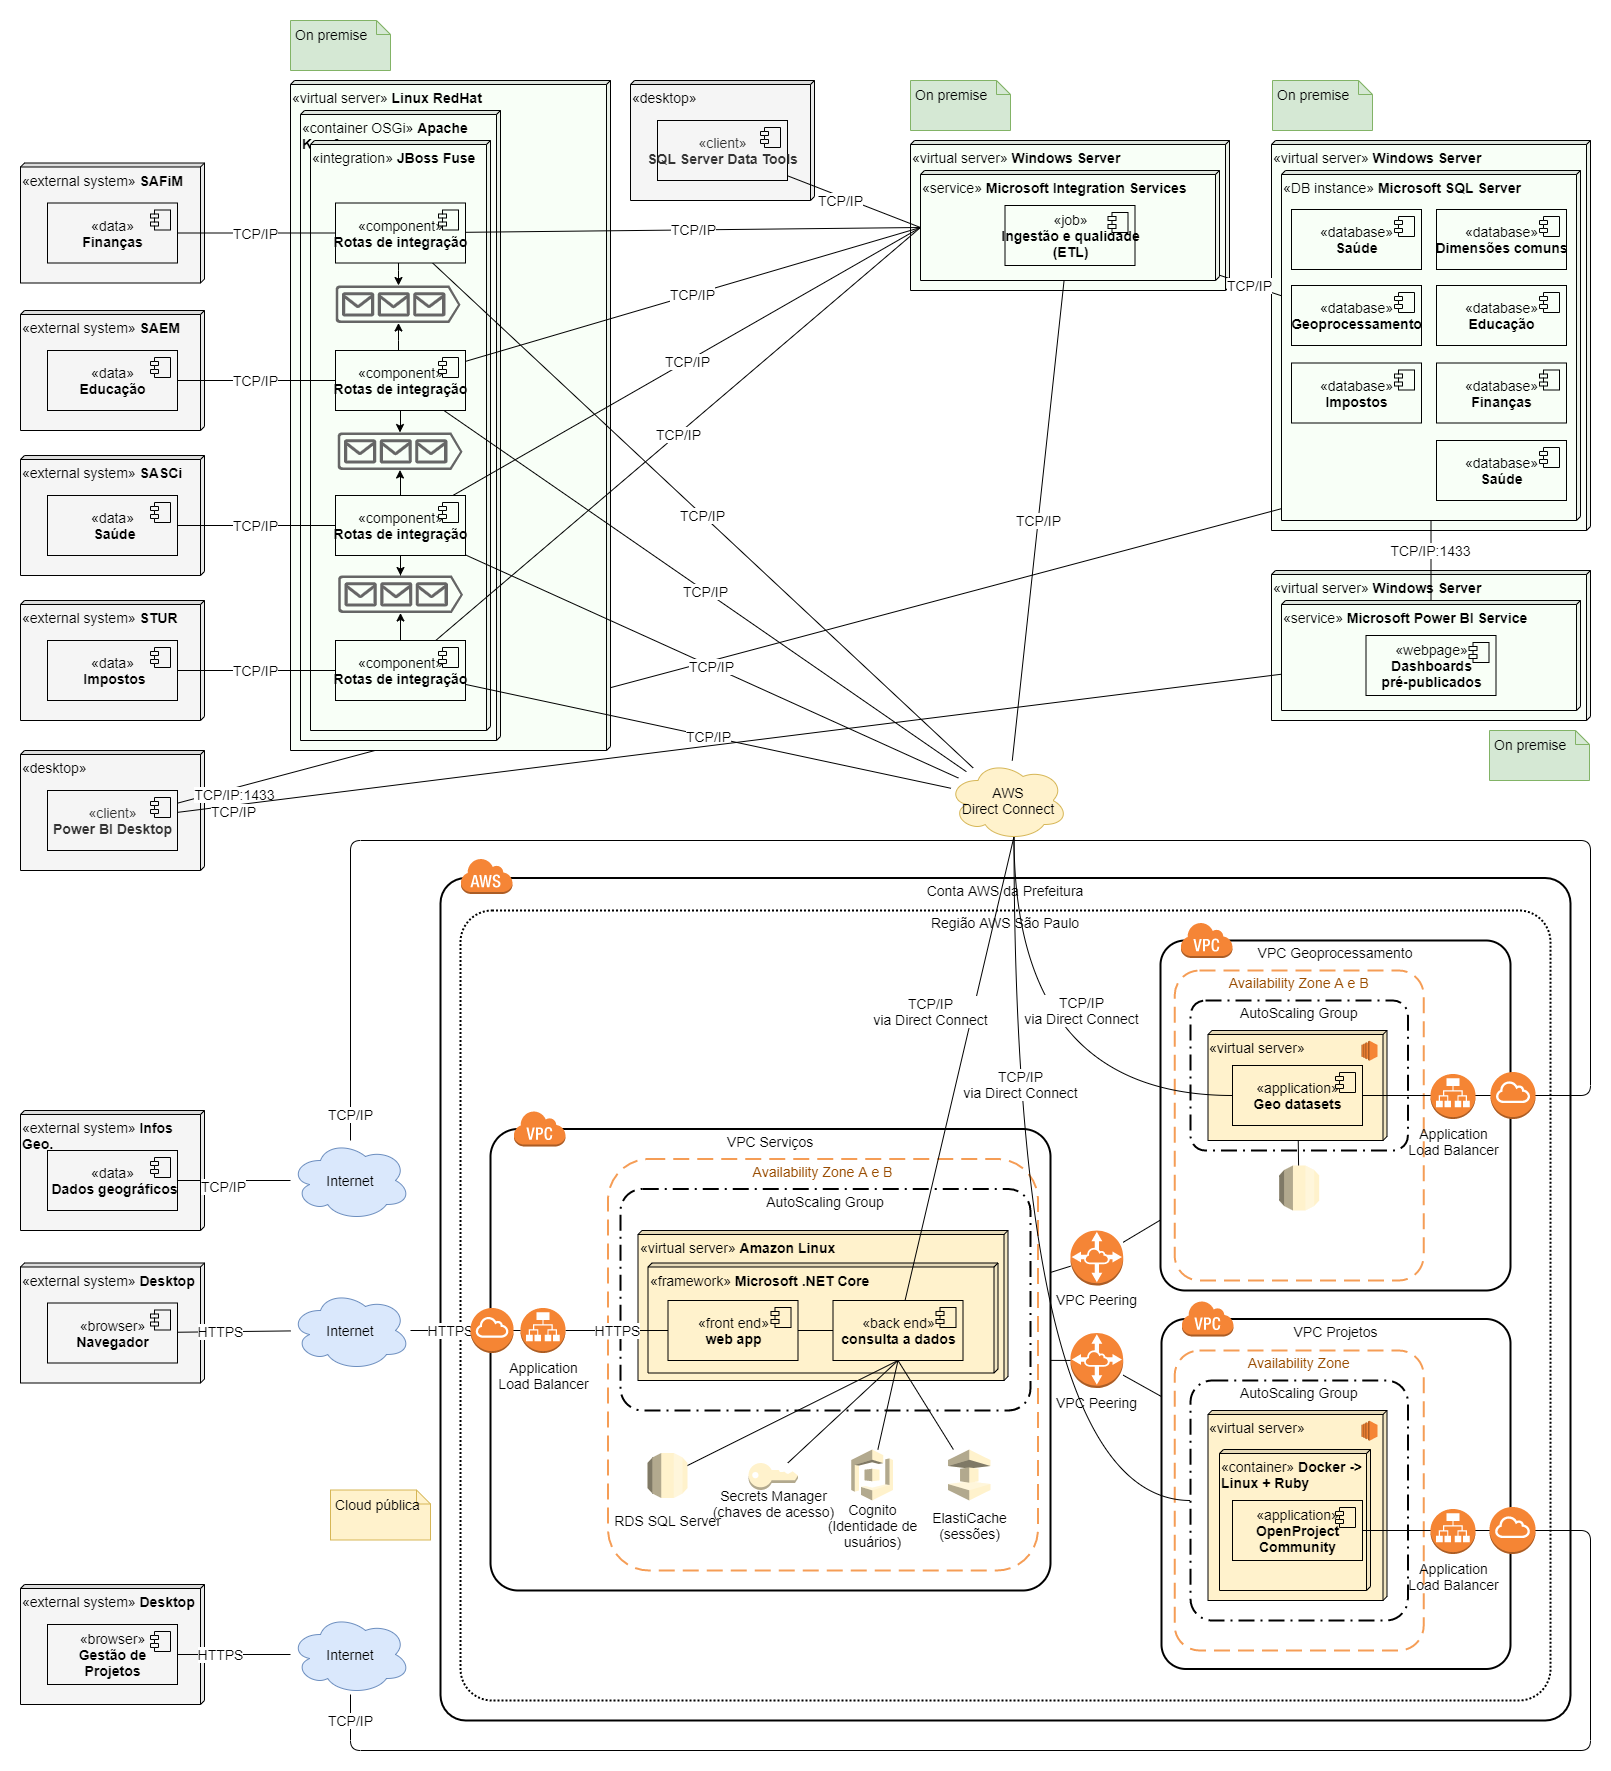 On premise
«virtual server» Linux RedHat
«container OSGi» Apache
«integration» JBoss Fuse
«component»
Rotas de integração
«component»
Rotas de integração
«component»
Rotas de integração
«component»
Rotas de integração
«external system» SAFiM
«data»
Finanças
TCP/IP
«external system» SAEM
«data»
Educação
TCP/IP
«external system» SASCi
«data»
Saúde
TCP/IP
«external system» STUR
«data»
Impostos
TCP/IP
«desktop»
«client»
Power BI Desktop
TCP/IP:1433
TCP/IP
«desktop»
«client»
SQL Server Data Tools
TCP/IP
On premise
«virtual server» Windows Server
«service» Microsoft Integration Services
«job»
Ingestão e qualidade
(ETL)
TCP/IP
TCP/IP
TCP/IP
TCP/IP
TCP/IP
TCP/IP
TCP/IP
TCP/IP
TCP/IP
TCP/IP
On premise
«virtual server» Windows Server
«DB instance» Microsoft SQL Server
«database»
Saúde
«database»
Dimensões comuns
«database»
Geoprocessamento
«database»
Educação
«database»
Impostos
«database»
Finanças
«database»
Saúde
TCP/IP:1433
«virtual server» Windows Server
«service» Microsoft Power BI Service
«webpage»
Dashboards
pré-publicados
On premise
AWS
Direct Connect
AWS
Conta AWS da Prefeitura
Região AWS São Paulo
TCP/IP
via Direct Connect
TCP/IP
via Direct Connect
TCP/IP
via Direct Connect
VPC
VPC Geoprocessamento
Availability Zone A e B
AutoScaling Group
«virtual server»
«application»
Geo datasets
Application
Load Balancer
«external system» Infos
Geo.
«data»
Dados geográficos
TCP/IP
Internet
TCP/IP
«external system» Desktop
«browser»
Navegador
HTTPS
Internet
HTTPS
Application
Load Balancer
HTTPS
VPC
VPC Serviços
Availability Zone A e B
AutoScaling Group
«virtual server» Amazon Linux
«framework» Microsoft .NET Core
«front end»
web app
«back end»
consulta a dados
RDS SQL Server
Secrets Manager
(chaves de acesso)
Cognito
(Identidade de
usuários)
ElastiCache
(sessões)
VPC Peering
VPC Peering
VPC
VPC Projetos
Availability Zone
AutoScaling Group
«virtual server»
«container» Docker ->
Linux + Ruby
«application»
OpenProject
Community
Application
Load Balancer
Cloud pública
«external system» Desktop
«browser»
Gestão de
Projetos
HTTPS
Internet
TCP/IP